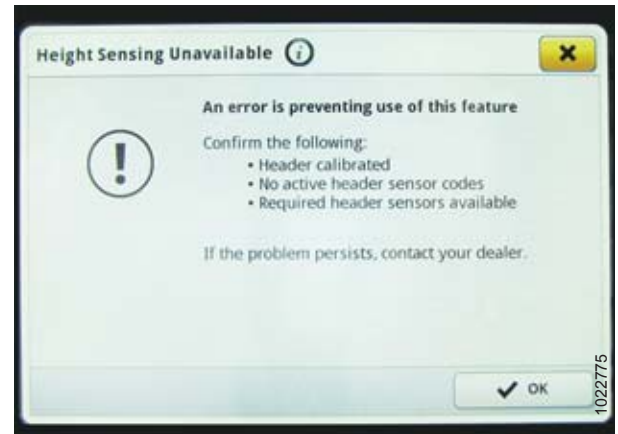 Height Sensing Unavailable
An error is preventing use of this feature
Confirm the following:
• Header calibrated
• No active header sensor codes
• Required header sensors available
If the problem persists, contact your dealer.
OK
1022775